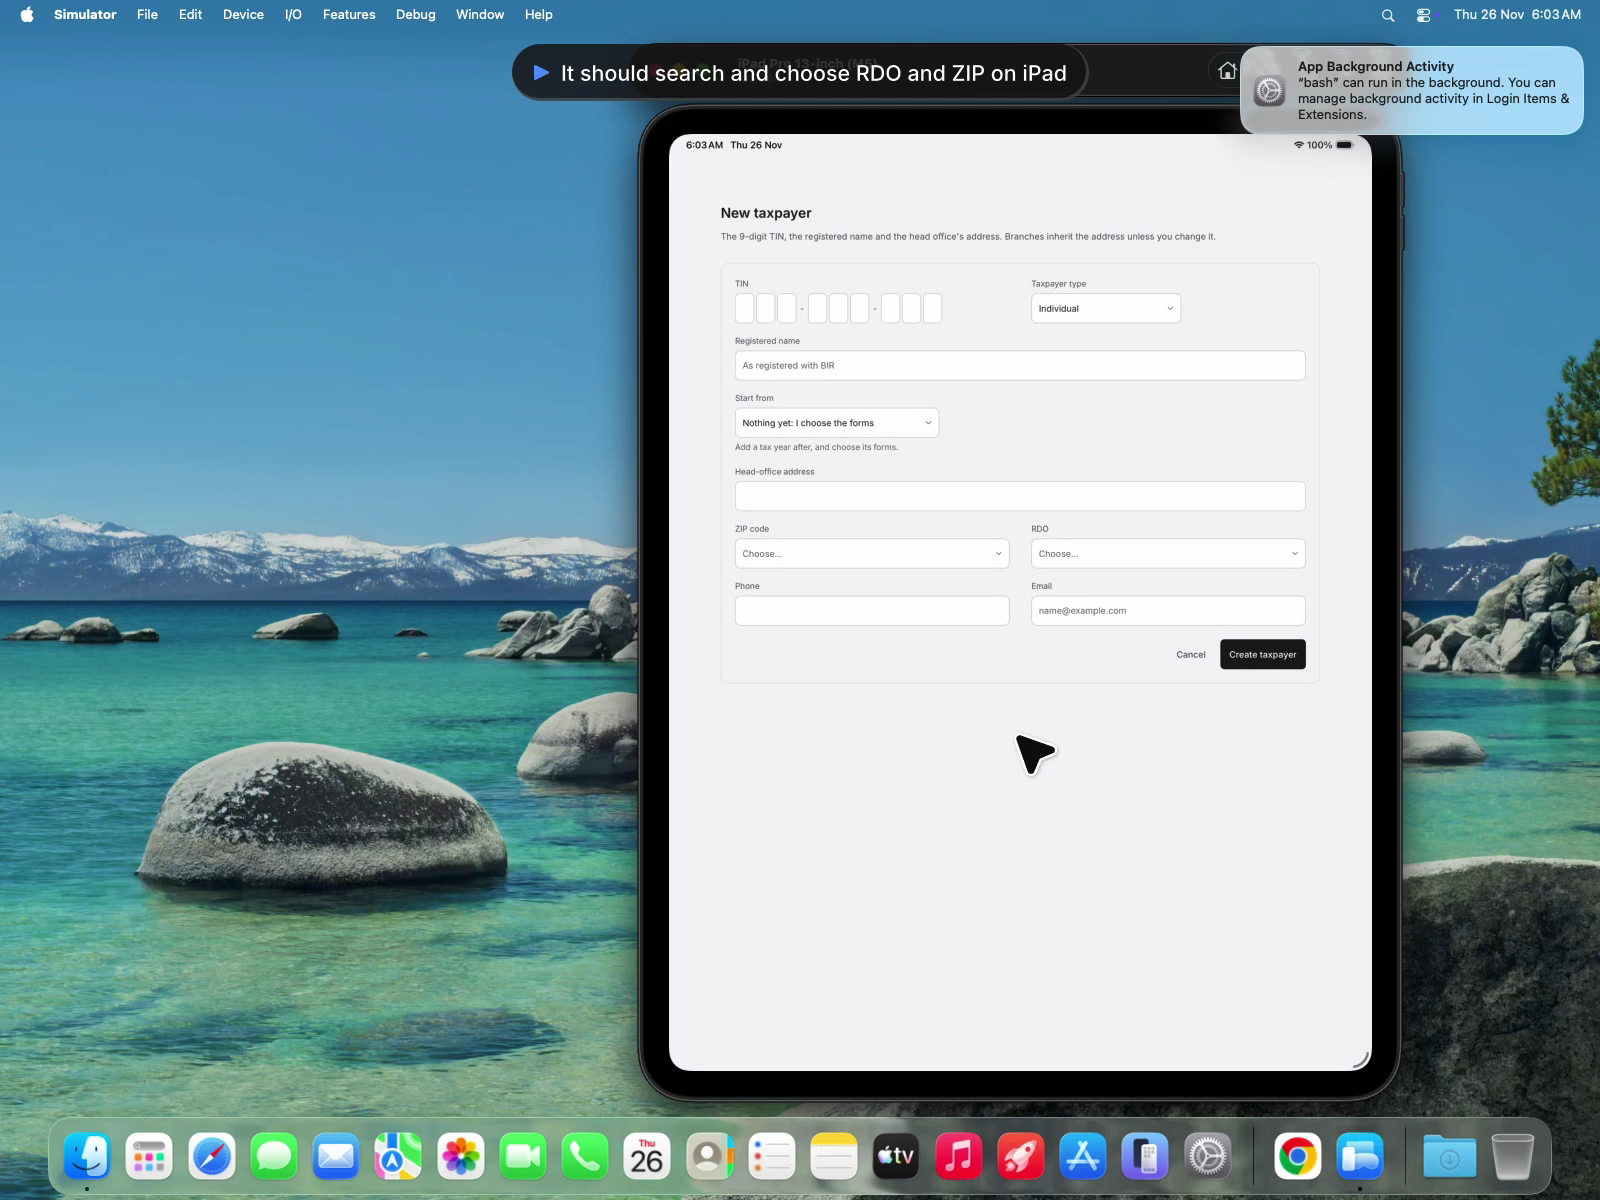 Simulator File Edit Device I/O Features Debug Window Help
Thu 26 Nov 6:03 AM
It should search and choose RDO and ZIP on iPad
App Background Activity
“bash” can run in the background. You can
manage background activity in Login Items &
Extensions.
6:03 AM Thu 26 Nov
100%
New taxpayer
The 9-digit TIN, the registered name and the head office's address. Branches inherit the address unless you change it.
TIN
Taxpayer type
- -
Individual
Registered name
As registered with BIR
Start from
Nothing yet: I choose the forms
Add a tax year after, and choose its forms.
Head-office address
ZIP code
RDO
Choose...
Choose...
Phone
Email
name@example.com
Cancel
Create taxpayer
Thu
26
tv